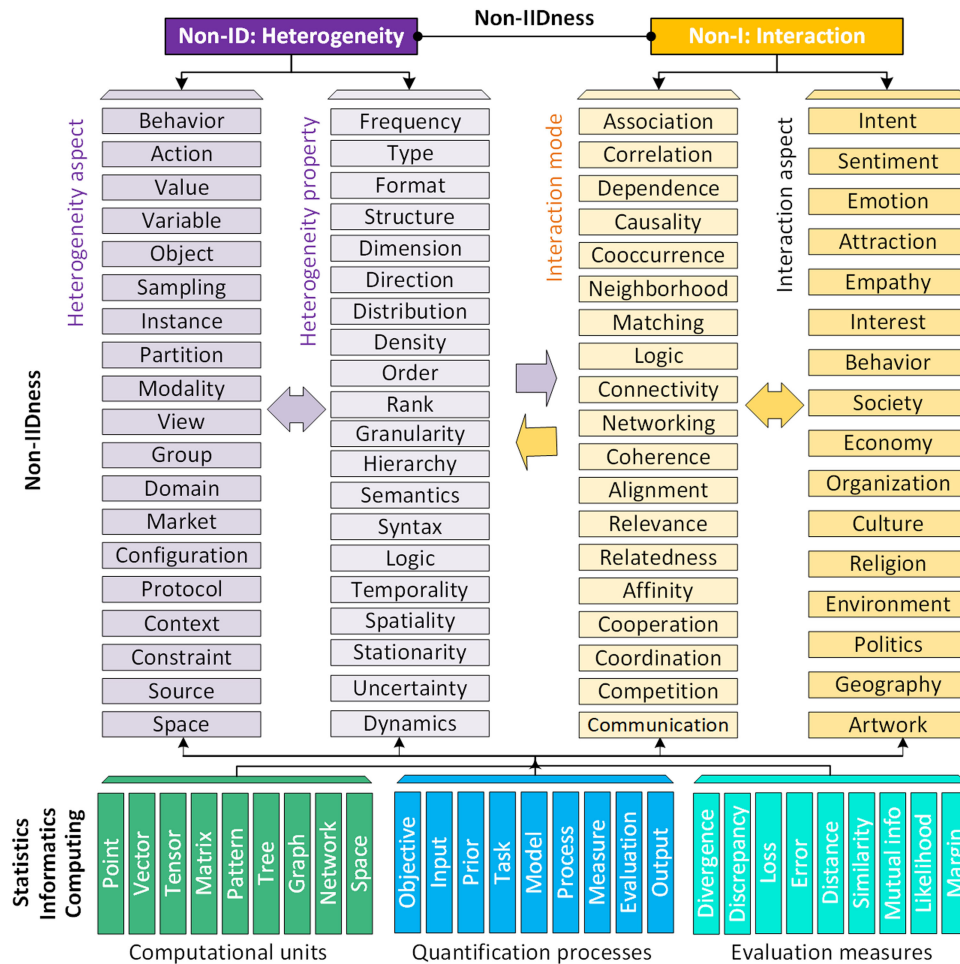 Non-IIDness
Non-ID: Heterogeneity
Non-I: Interaction
Non-IIDness
Heterogeneity aspect
Behavior
Action
Value
Variable
Object
Sampling
Instance
Partition
Modality
View
Group
Domain
Market
Configuration
Protocol
Context
Constraint
Source
Space
Heterogeneity property
Frequency
Type
Format
Structure
Dimension
Direction
Distribution
Density
Order
Rank
Granularity
Hierarchy
Semantics
Syntax
Logic
Temporality
Spatiality
Stationarity
Uncertainty
Dynamics
Interaction mode
Association
Correlation
Dependence
Causality
Cooccurrence
Neighborhood
Matching
Logic
Connectivity
Networking
Coherence
Alignment
Relevance
Relatedness
Affinity
Cooperation
Coordination
Competition
Communication
Interaction aspect
Intent
Sentiment
Emotion
Attraction
Empathy
Interest
Behavior
Society
Economy
Organization
Culture
Religion
Environment
Politics
Geography
Artwork
Statistics
Informatics
Computing
Point
Vector
Tensor
Matrix
Pattern
Tree
Graph
Network
Space
Computational units
Objective
Input
Prior
Task
Model
Process
Measure
Evaluation
Output
Quantification processes
Divergence
Discrepancy
Loss
Error
Distance
Similarity
Mutual info
Likelihood
Margin
Evaluation measures